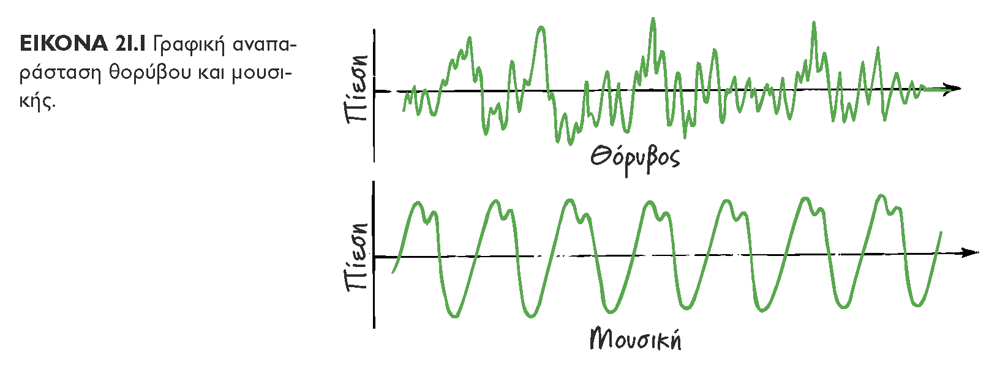 ΕΙΚΟΝΑ 21.1 Γραφική αναπα-
ράσταση θορύβου και μουσι-
κής.
Πίεση
Θόρυβος
Πίεση
Μουσική